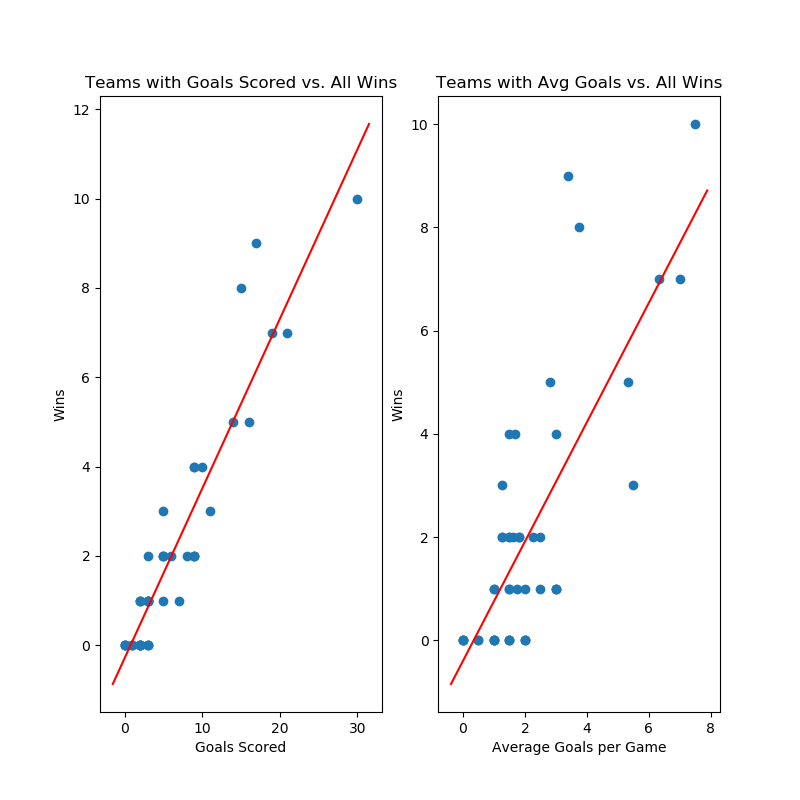 Teams with Goals Scored vs. All Wins
12
10
8
6
4
2
0
Wins
0 10 20 30
Goals Scored
Teams with Avg Goals vs. All Wins
10
8
6
4
2
0
Wins
0 2 4 6 8
Average Goals per Game